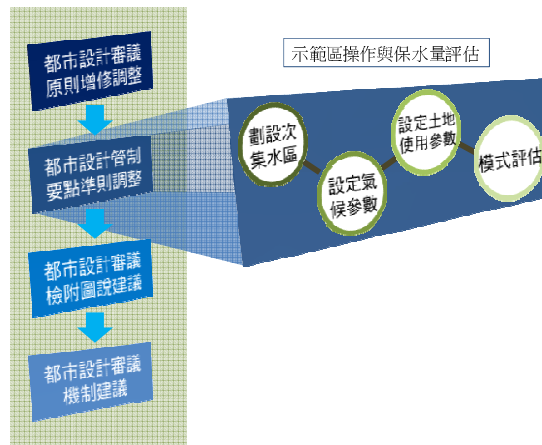 都市設計審議
原則增修調整
都市設計管制
要點準則調整
都市設計審議
檢附圖說建議
都市設計審議
機制建議
示範區操作與保水量評估
劃設次
集水區
設定氣
候參數
設定土地
使用參數
模式評估